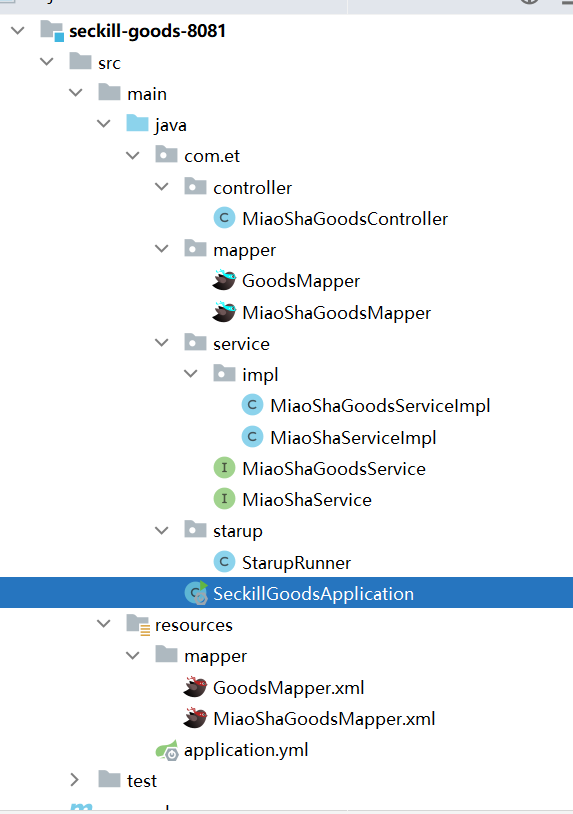 seckill-goods-8081
src
main
java
com.et
controller
C MiaoShaGoodsController
mapper
GoodsMapper
MiaoShaGoodsMapper
service
impl
C MiaoShaGoodsServiceImpl
C MiaoShaServiceImpl
I MiaoShaGoodsService
I MiaoShaService
starup
C StarupRunner
C SeckillGoodsApplication
resources
mapper
GoodsMapper.xml
MiaoShaGoodsMapper.xml
application.yml
test